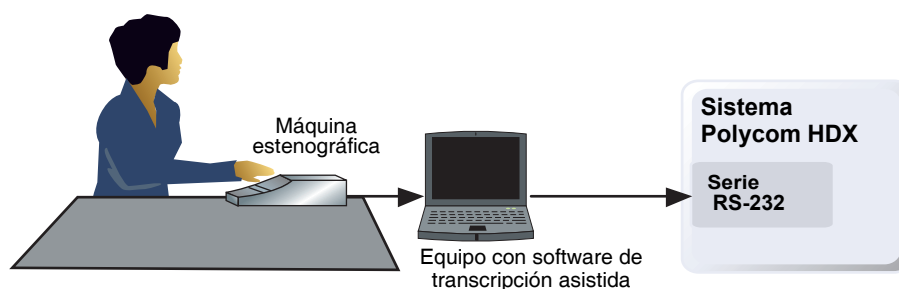 Máquina
estenográfica
Equipo con software de
transcripción asistida
Sistema
Polycom HDX
Serie
RS-232